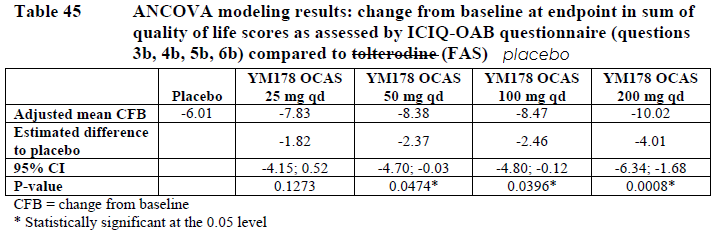 Table 45 ANCOVA modeling results: change from baseline at endpoint in sum of
quality of life scores as assessed by ICIQ-OAB questionnaire (questions
3b, 4b, 5b, 6b) compared to tolterodine (FAS) placebo
Placebo YM178 OCAS 25 mg qd YM178 OCAS 50 mg qd YM178 OCAS 100 mg qd YM178 OCAS 200 mg qd
Adjusted mean CFB -6.01 -7.83 -8.38 -8.47 -10.02
Estimated difference to placebo -1.82 -2.37 -2.46 -4.01
95% CI -4.15; 0.52 -4.70; -0.03 -4.80; -0.12 -6.34; -1.68
P-value 0.1273 0.0474* 0.0396* 0.0008*
CFB = change from baseline
* Statistically significant at the 0.05 level